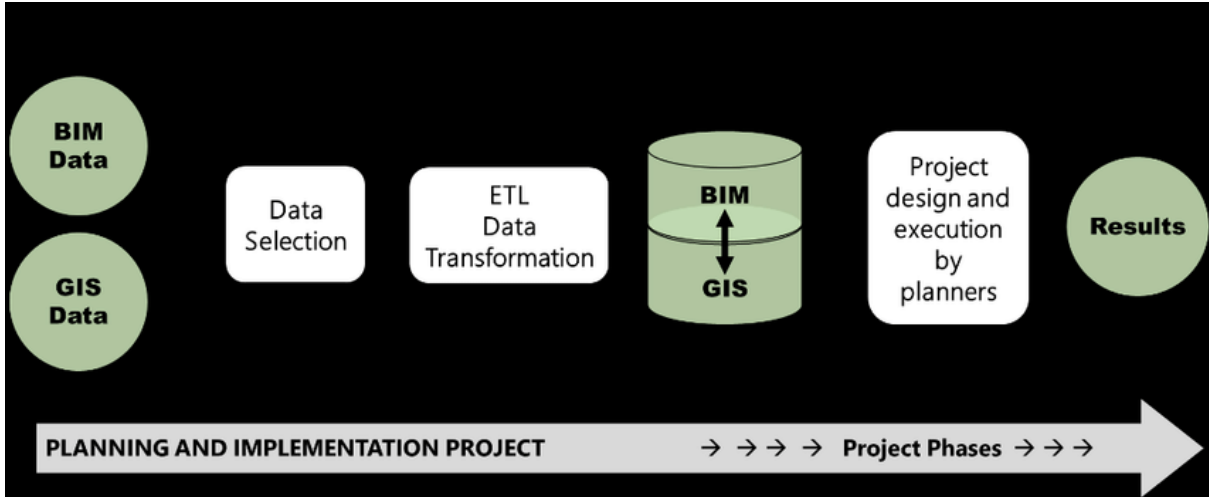 BIM
Data
GIS
Data
Data
Selection
ETL
Data
Transformation
BIM
GIS
Project
design and
execution
by
planners
Results
PLANNING AND IMPLEMENTATION PROJECT → → → → Project Phases → → →